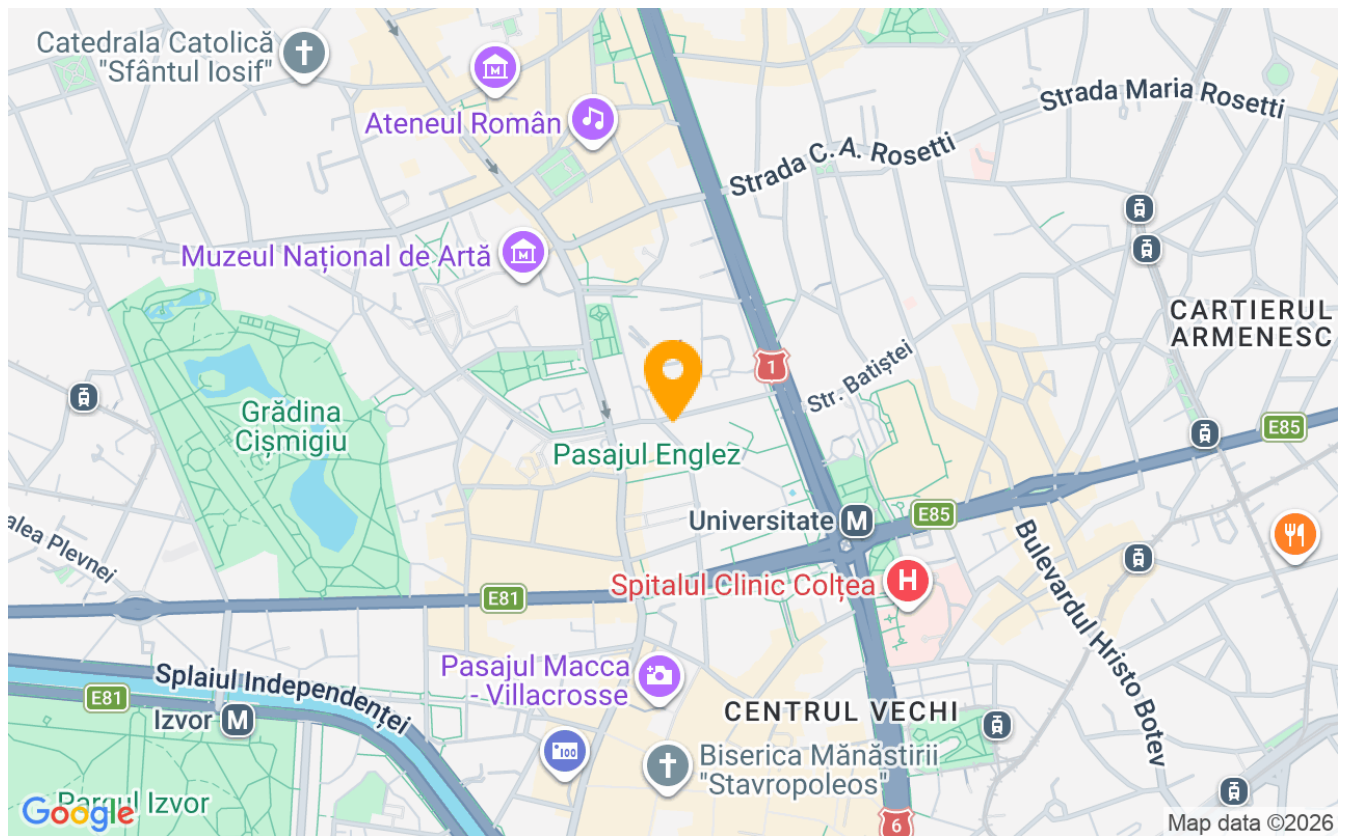 Catedrala Catolică
"Sfântul Iosif"
M
Ateneul Român
Strada Maria Rosetti
Strada C. A. Rosetti
Muzeul Național de Artă
M
CARTIERUL
ARMENESC
1
Str. Batiștei
Grădina
Cișmigiu
E85
Pasajul Englez
Universitate M
E85
alea Plevnei
Bulevardul Hristo Botev
E81
Spitalul Clinic Colțea H
Splaiul Independenței
Pasajul Macca
- Villacrosse
E81
Izvor M
CENTRUL VECHI
100
Biserica Mănăstirii
"Stavropoleos"
Parcul Izvor
Google
6
Map data ©2026